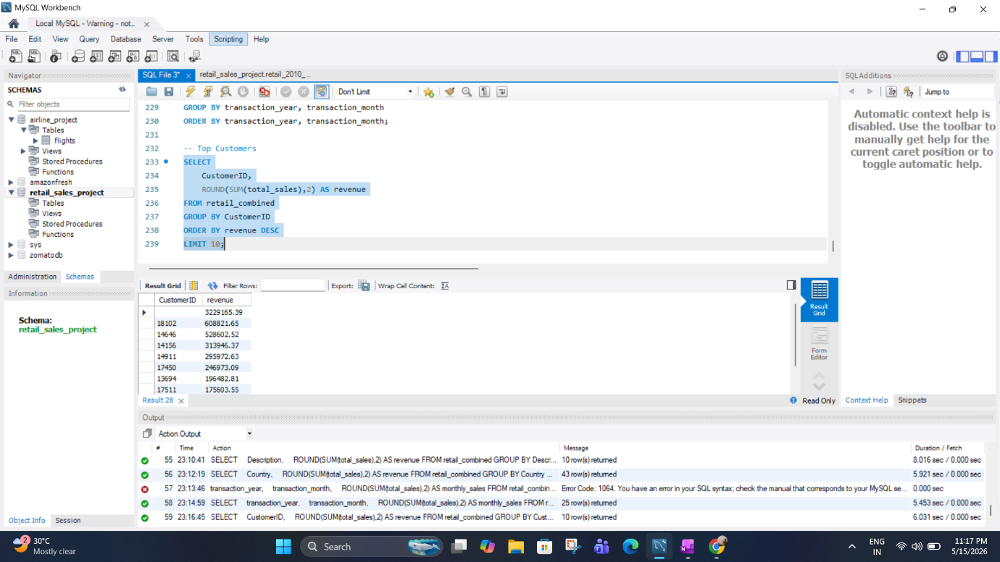 MySQL Workbench
Local MySQL - Warning - not...
File Edit View Query Database Server Tools Scripting Help
Navigator
SCHEMAS
Filter objects
airline_project
Tables
flights
Views
Stored Procedures
Functions
amazonfresh
retail_sales_project
Tables
Views
Stored Procedures
Functions
sys
zomatodb
Administration Schemas
Information
Schema:
retail_sales_project
Object Info Session
SQL File 3* retail_sales_project.retail_2010_...
Don't Limit
229 GROUP BY transaction_year, transaction_month
230 ORDER BY transaction_year, transaction_month;
231
232 -- Top Customers
233 SELECT
234 CustomerID,
235 ROUND(SUM(total_sales),2) AS revenue
236 FROM retail_combined
237 GROUP BY CustomerID
238 ORDER BY revenue DESC
239 LIMIT 10;
Result Grid Filter Rows: Export: Wrap Cell Content:
CustomerID revenue
3229165.39
18102 608821.65
14646 528602.52
14156 313946.37
14911 295972.63
17450 246973.09
13694 196482.81
17511 175603.55
Result Grid
Form Editor
Result 28
Read Only
SQLAdditions
Jump to
Automatic context help is
disabled. Use the toolbar to
manually get help for the
current caret position or to
toggle automatic help.
Context Help Snippets
Output
Action Output
# Time Action Message Duration / Fetch
55 23:10:41 SELECT Description, ROUND(SUM(total_sales),2) AS revenue FROM retail_combined GROUP BY Descr... 10 row(s) returned 8.016 sec / 0.000 sec
56 23:12:19 SELECT Country, ROUND(SUM(total_sales),2) AS revenue FROM retail_combined GROUP BY Country ... 43 row(s) returned 5.921 sec / 0.000 sec
57 23:13:46 transaction_year, transaction_month, ROUND(SUM(total_sales),2) AS monthly_sales FROM retail_combin... Error Code: 1064. You have an error in your SQL syntax; check the manual that corresponds to your MySQL se... 0.000 sec
58 23:14:59 SELECT transaction_year, transaction_month, ROUND(SUM(total_sales),2) AS monthly_sales FROM r... 25 row(s) returned 5.453 sec / 0.000 sec
59 23:16:45 SELECT CustomerID, ROUND(SUM(total_sales),2) AS revenue FROM retail_combined GROUP BY Cust... 10 row(s) returned 6.031 sec / 0.000 sec
2
30°C
Mostly clear
Search
ENG
IN
11:17 PM
5/15/2026